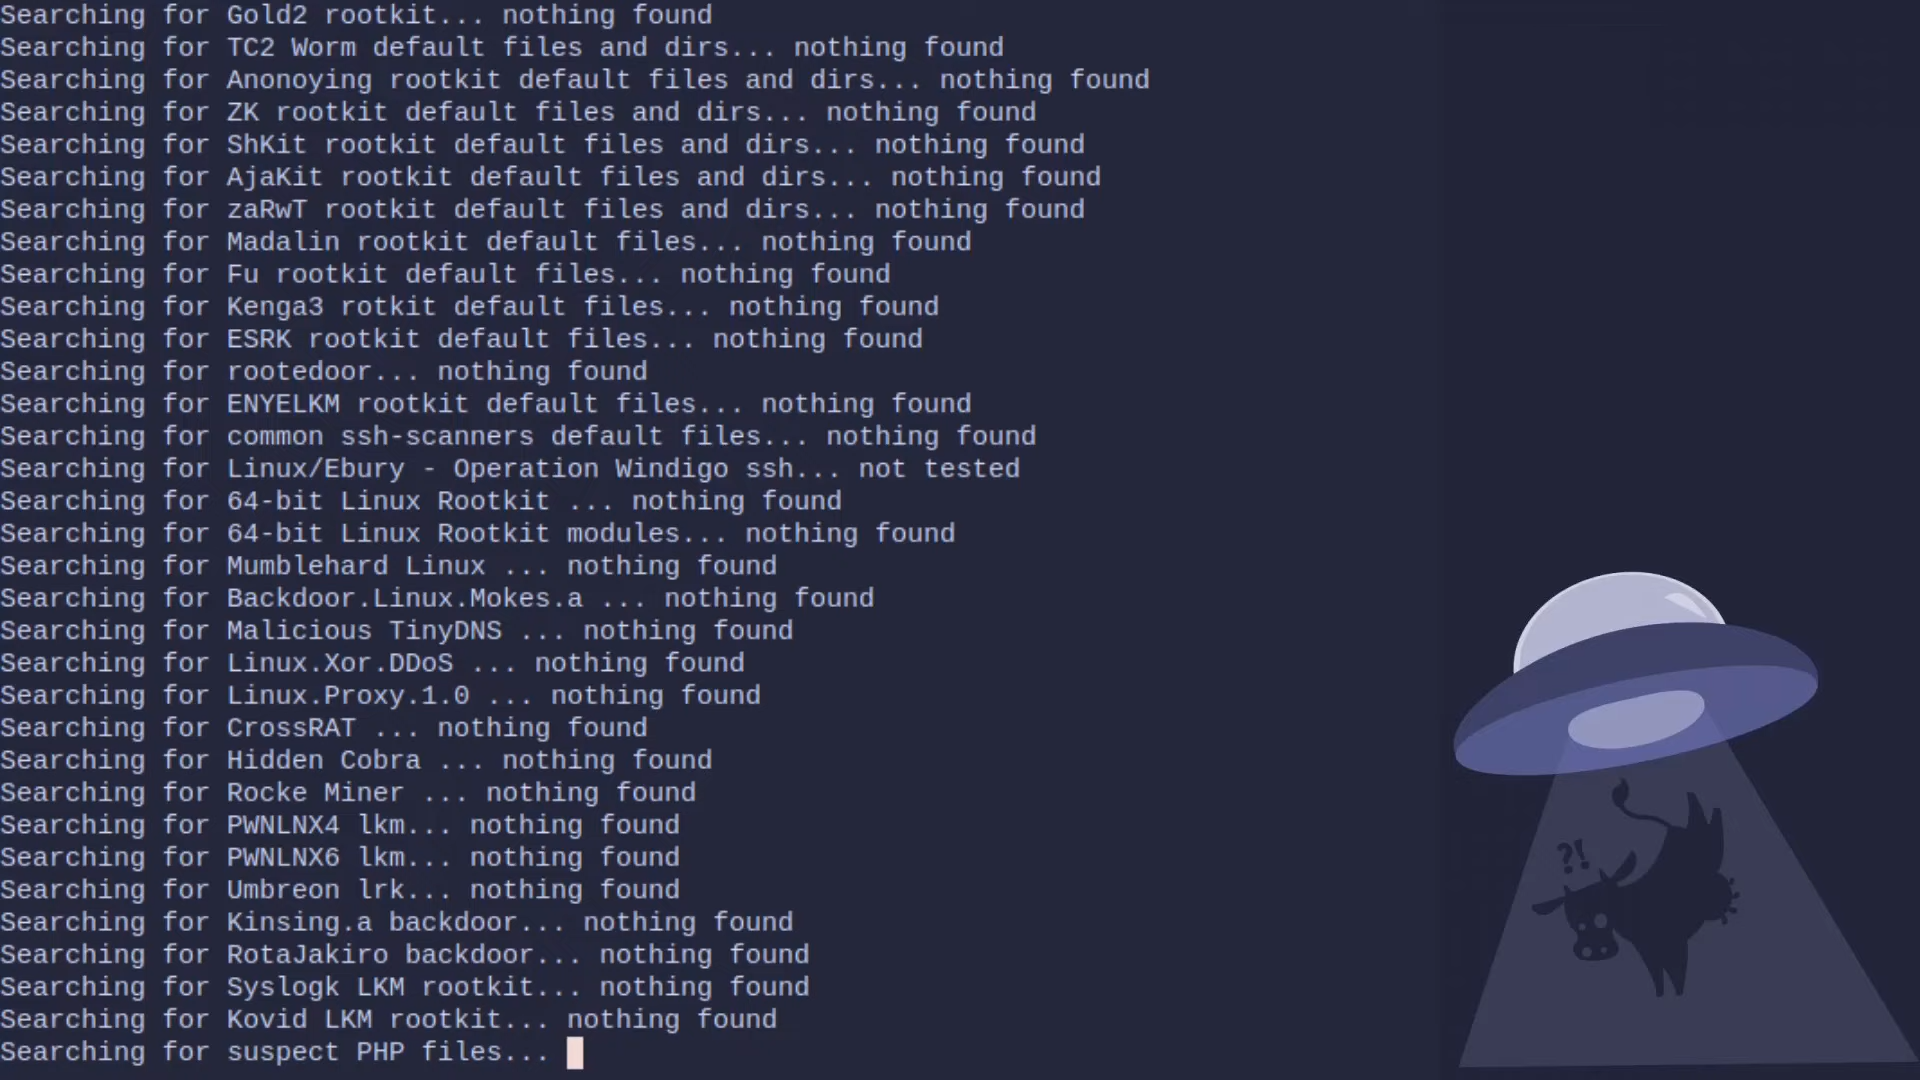 Searching for Gold2 rootkit... nothing found
Searching for TC2 Worm default files and dirs... nothing found
Searching for Anonoying rootkit default files and dirs... nothing found
Searching for ZK rootkit default files and dirs... nothing found
Searching for ShKit rootkit default files and dirs... nothing found
Searching for AjaKit rootkit default files and dirs... nothing found
Searching for zaRwT rootkit default files and dirs... nothing found
Searching for Madalin rootkit default files... nothing found
Searching for Fu rootkit default files... nothing found
Searching for Kenga3 rotkit default files... nothing found
Searching for ESRK rootkit default files... nothing found
Searching for rootedoor... nothing found
Searching for ENYELKM rootkit default files... nothing found
Searching for common ssh-scanners default files... nothing found
Searching for Linux/Ebury - Operation Windigo ssh... not tested
Searching for 64-bit Linux Rootkit ... nothing found
Searching for 64-bit Linux Rootkit modules... nothing found
Searching for Mumblehard Linux ... nothing found
Searching for Backdoor.Linux.Mokes.a ... nothing found
Searching for Malicious TinyDNS ... nothing found
Searching for Linux.Xor.DDoS ... nothing found
Searching for Linux.Proxy.1.0 ... nothing found
Searching for CrossRAT ... nothing found
Searching for Hidden Cobra ... nothing found
Searching for Rocke Miner ... nothing found
Searching for PWNLNX4 lkm... nothing found
Searching for PWNLNX6 lkm... nothing found
Searching for Umbreon lrk... nothing found
Searching for Kinsing.a backdoor... nothing found
Searching for RotaJakiro backdoor... nothing found
Searching for Syslogk LKM rootkit... nothing found
Searching for Kovid LKM rootkit... nothing found
Searching for suspect PHP files...
?!